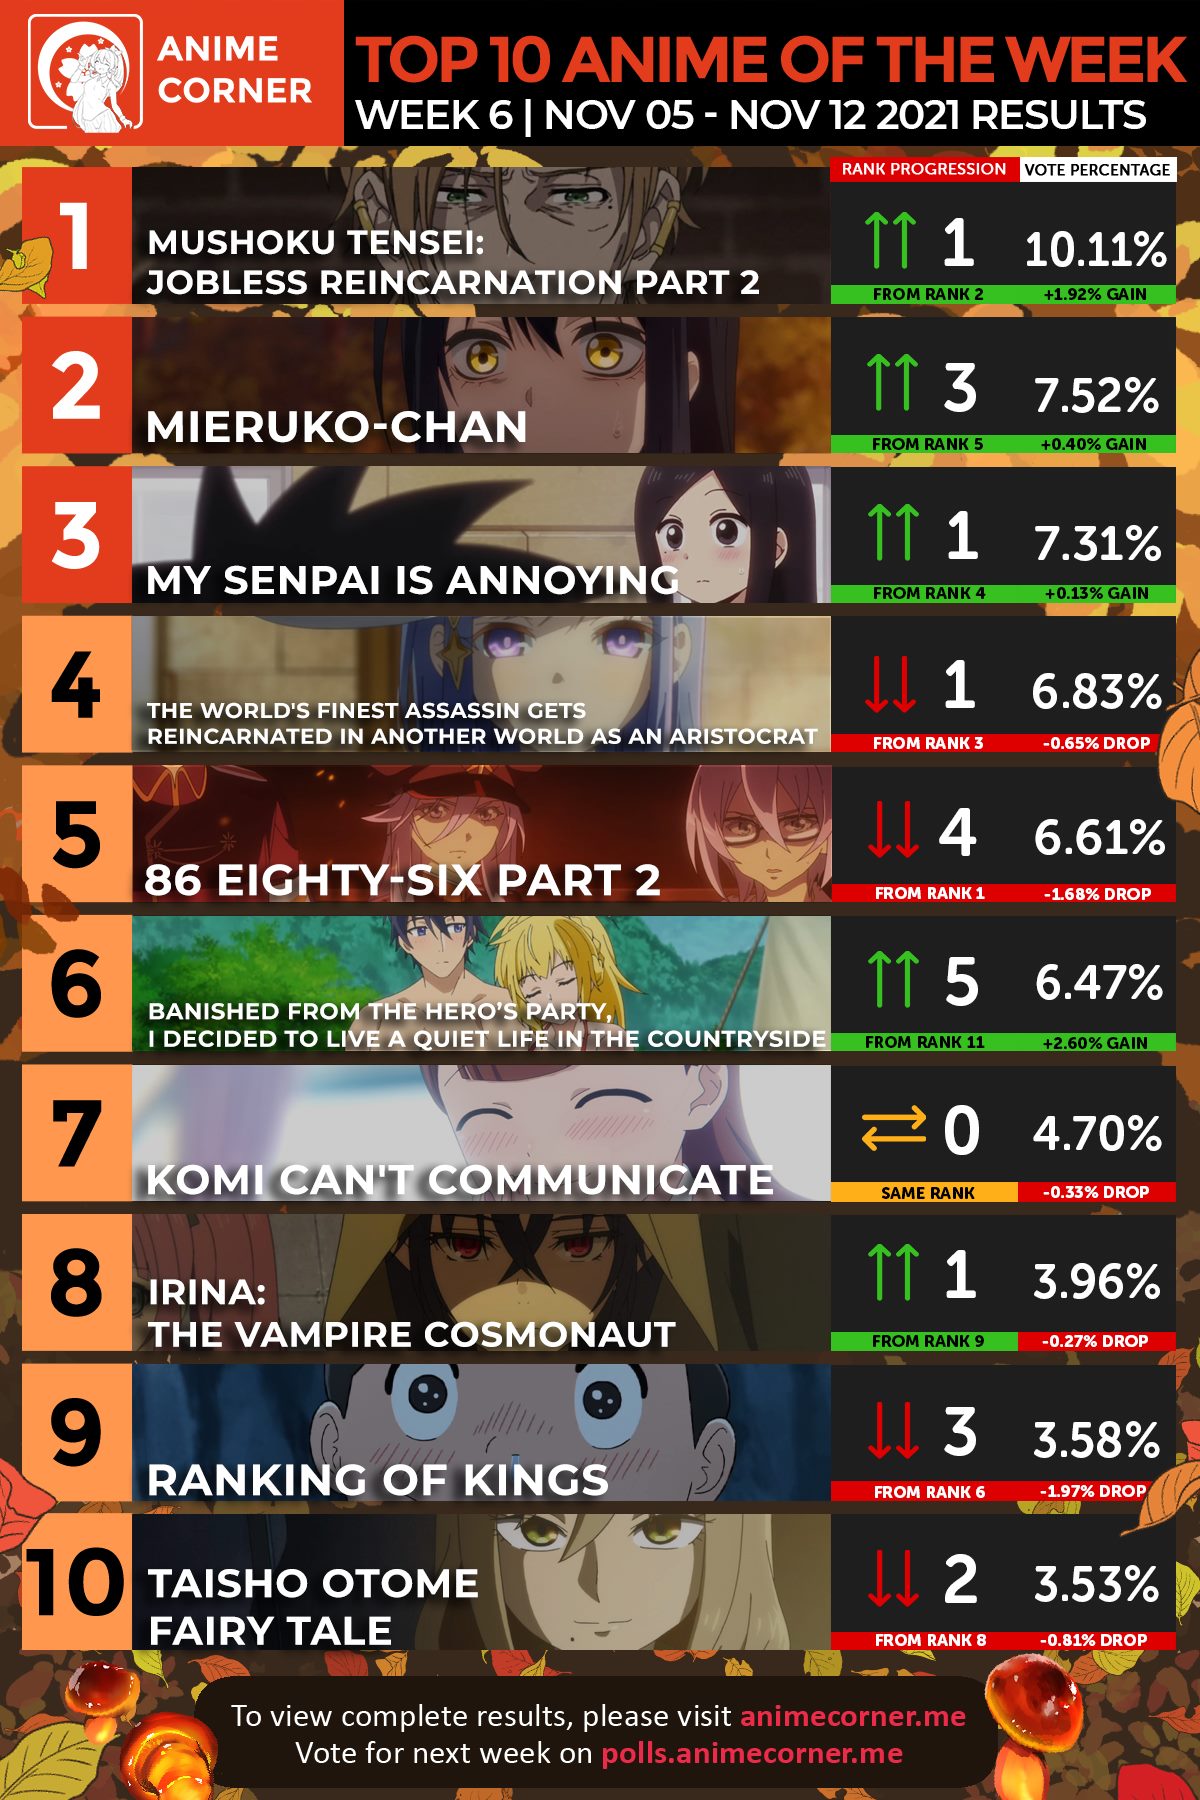 ANIME
CORNER
TOP 10 ANIME OF THE WEEK
WEEK 6 | NOV 05 - NOV 12 2021 RESULTS
RANK PROGRESSION VOTE PERCENTAGE
1
MUSHOKU TENSEI:
JOBLESS REINCARNATION PART 2
1 10.11%
FROM RANK 2 +1.92% GAIN
2
MIERUKO-CHAN
3 7.52%
FROM RANK 5 +0.40% GAIN
3
MY SENPAI IS ANNOYING
1 7.31%
FROM RANK 4 +0.13% GAIN
4
THE WORLD'S FINEST ASSASSIN GETS
REINCARNATED IN ANOTHER WORLD AS AN ARISTOCRAT
1 6.83%
FROM RANK 3 -0.65% DROP
5
86 EIGHTY-SIX PART 2
4 6.61%
FROM RANK 1 -1.68% DROP
6
BANISHED FROM THE HERO’S PARTY,
I DECIDED TO LIVE A QUIET LIFE IN THE COUNTRYSIDE
5 6.47%
FROM RANK 11 +2.60% GAIN
7
KOMI CAN'T COMMUNICATE
0 4.70%
SAME RANK -0.33% DROP
8
IRINA:
THE VAMPIRE COSMONAUT
1 3.96%
FROM RANK 9 -0.27% DROP
9
RANKING OF KINGS
3 3.58%
FROM RANK 6 -1.97% DROP
10
TAISHO OTOME
FAIRY TALE
2 3.53%
FROM RANK 8 -0.81% DROP
To view complete results, please visit animecorner.me
Vote for next week on polls.animecorner.me